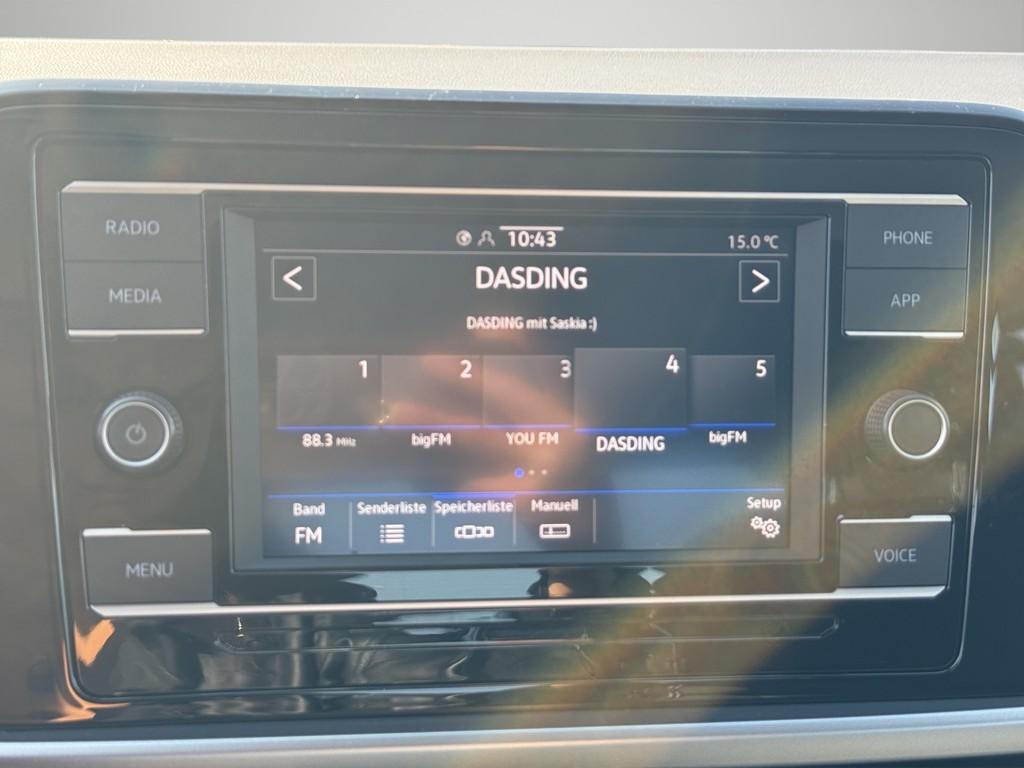 RADIO
MEDIA
MENU
10:43
15.0 °C
<
DASDING
>
DASDING mit Saskia :)
1
2
3
4
5
88.3 MHz
bigFM
YOU FM
DASDING
bigFM
Band
FM
Senderliste
Speicherliste
Manuell
Setup
PHONE
APP
VOICE